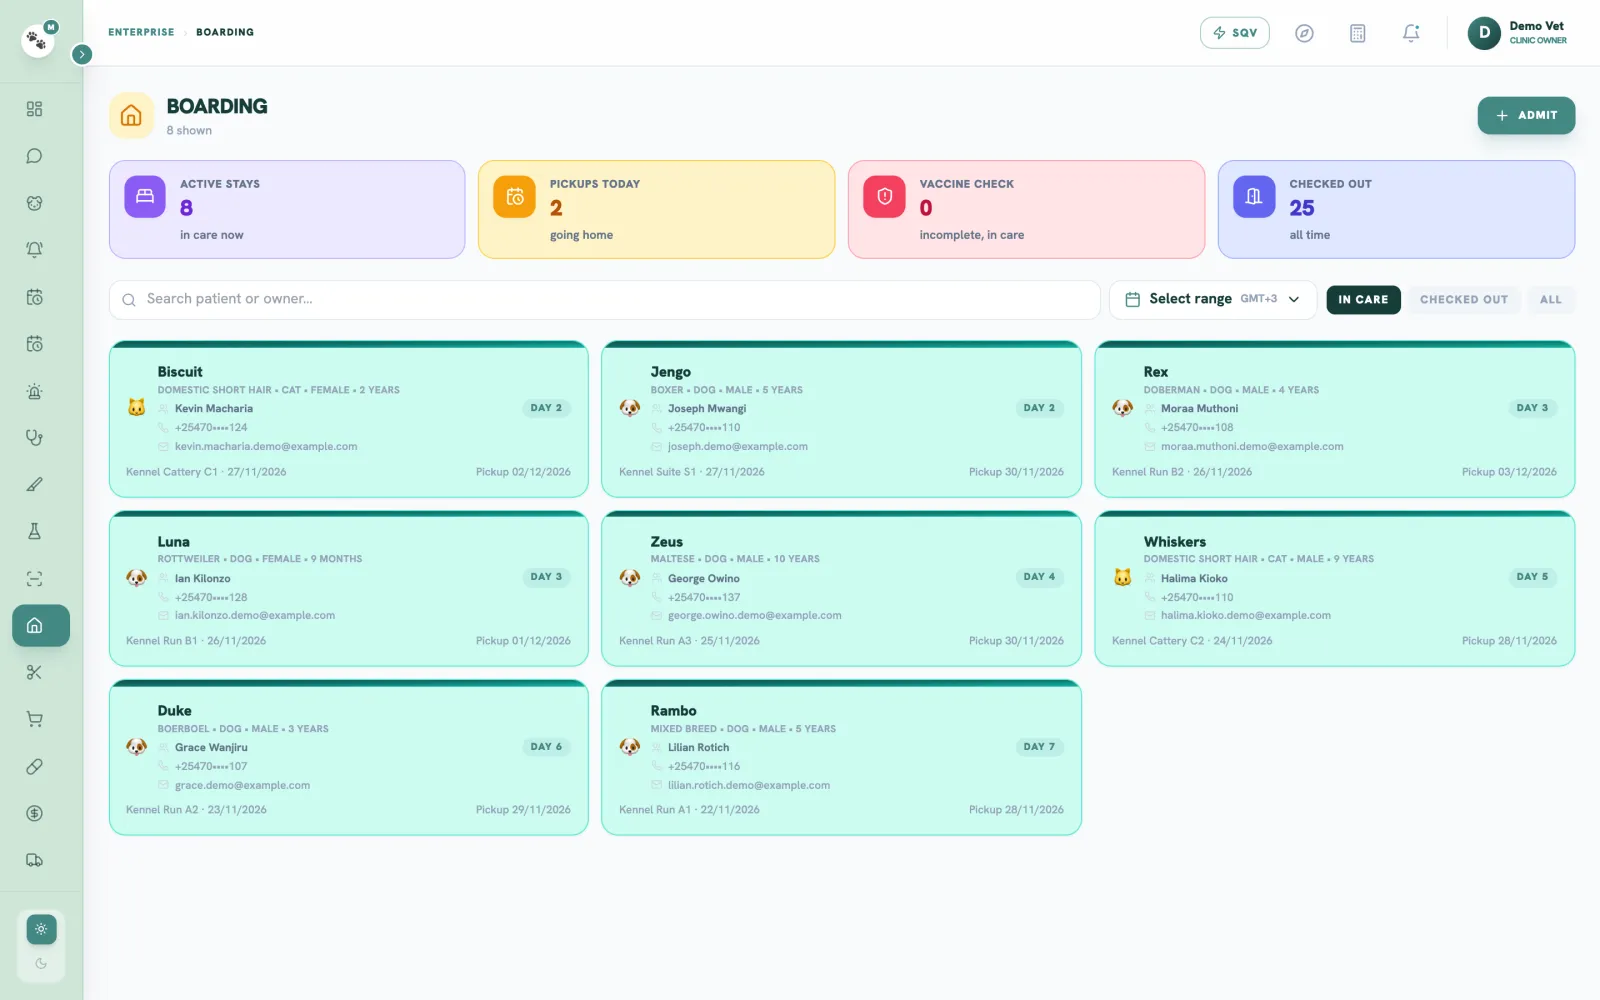 M
ENTERPRISE › BOARDING
SQV
D
Demo Vet
CLINIC OWNER
BOARDING
8 shown
+ ADMIT
ACTIVE STAYS
8
in care now
PICKUPS TODAY
2
going home
VACCINE CHECK
0
incomplete, in care
CHECKED OUT
25
all time
Search patient or owner...
Select range GMT+3
IN CARE
CHECKED OUT
ALL
Biscuit
DOMESTIC SHORT HAIR • CAT • FEMALE • 2 YEARS
Kevin Macharia
DAY 2
+25470••••124
kevin.macharia.demo@example.com
Kennel Cattery C1 · 27/11/2026
Pickup 02/12/2026
Jengo
BOXER • DOG • MALE • 5 YEARS
Joseph Mwangi
DAY 2
+25470••••110
joseph.demo@example.com
Kennel Suite S1 · 27/11/2026
Pickup 30/11/2026
Rex
DOBERMAN • DOG • MALE • 4 YEARS
Moraa Muthoni
DAY 3
+25470••••108
moraa.muthoni.demo@example.com
Kennel Run B2 · 26/11/2026
Pickup 03/12/2026
Luna
ROTTWEILER • DOG • FEMALE • 9 MONTHS
Ian Kilonzo
DAY 3
+25470••••128
ian.kilonzo.demo@example.com
Kennel Run B1 · 26/11/2026
Pickup 01/12/2026
Zeus
MALTESE • DOG • MALE • 10 YEARS
George Owino
DAY 4
+25470••••137
george.owino.demo@example.com
Kennel Run A3 · 25/11/2026
Pickup 30/11/2026
Whiskers
DOMESTIC SHORT HAIR • CAT • MALE • 9 YEARS
Halima Kioko
DAY 5
+25470••••110
halima.kioko.demo@example.com
Kennel Cattery C2 · 24/11/2026
Pickup 28/11/2026
Duke
BOERBOEL • DOG • MALE • 3 YEARS
Grace Wanjiru
DAY 6
+25470••••107
grace.demo@example.com
Kennel Run A2 · 23/11/2026
Pickup 29/11/2026
Rambo
MIXED BREED • DOG • MALE • 5 YEARS
Lilian Rotich
DAY 7
+25470••••116
lilian.rotich.demo@example.com
Kennel Run A1 · 22/11/2026
Pickup 28/11/2026